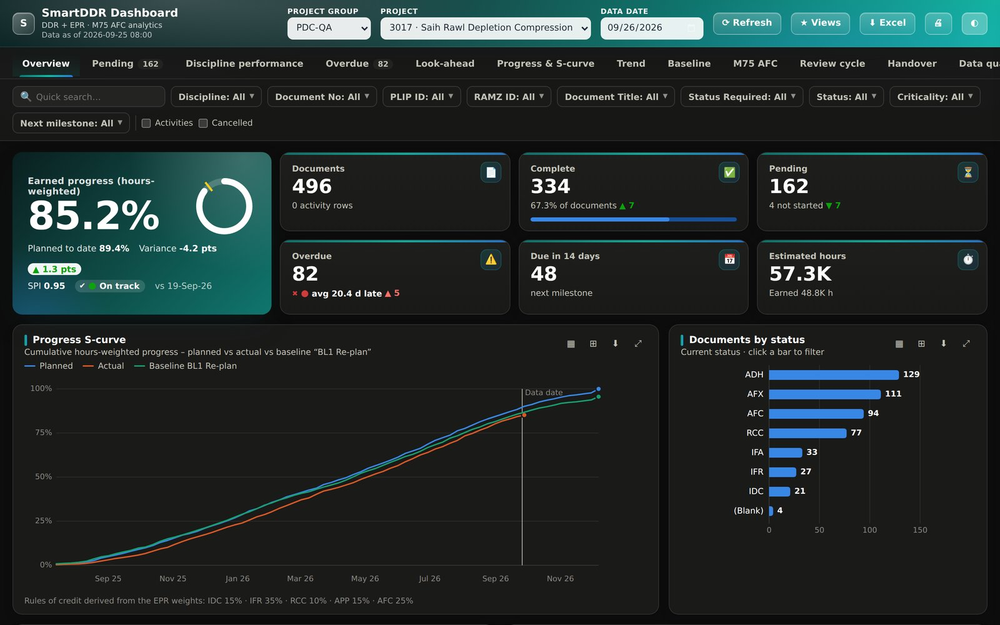 S
SmartDDR Dashboard
DDR + EPR · M75 AFC analytics
Data as of 2026-09-25 08:00
PROJECT GROUP
PDC-QA
PROJECT
3017 · Saih Rawl Depletion Compression
DATA DATE
09/26/2026
⟳ Refresh
★ Views
⬇ Excel
Overview
Pending 162
Discipline performance
Overdue 82
Look-ahead
Progress & S-curve
Trend
Baseline
M75 AFC
Review cycle
Handover
Data qu
Quick search...
Discipline: All ▼
Document No: All ▼
PLIP ID: All ▼
RAMZ ID: All ▼
Document Title: All ▼
Status Required: All ▼
Status: All ▼
Criticality: All ▼
Next milestone: All ▼
Activities
Cancelled
Earned progress (hours-
weighted)
85.2%
Planned to date 89.4% Variance -4.2 pts
▲ 1.3 pts
SPI 0.95 ✔ On track vs 19-Sep-26
Documents
496
0 activity rows
Complete
334
67.3% of documents ▲ 7
Pending
162
4 not started ▼ 7
Overdue
82
✖ avg 20.4 d late ▲ 5
Due in 14 days
48
next milestone
Estimated hours
57.3K
Earned 48.8K h
Progress S-curve
Cumulative hours-weighted progress – planned vs actual vs baseline “BL1 Re-plan”
Planned
Actual
Baseline BL1 Re-plan
Data date
100%
75%
50%
25%
0%
Sep 25
Nov 25
Jan 26
Mar 26
May 26
Jul 26
Sep 26
Nov 26
Rules of credit derived from the EPR weights: IDC 15% · IFR 35% · RCC 10% · APP 15% · AFC 25%
Documents by status
Current status · click a bar to filter
ADH 129
AFX 111
AFC 94
RCC 77
IFA 33
IFR 27
IDC 21
(Blank) 4
0 50 100 150